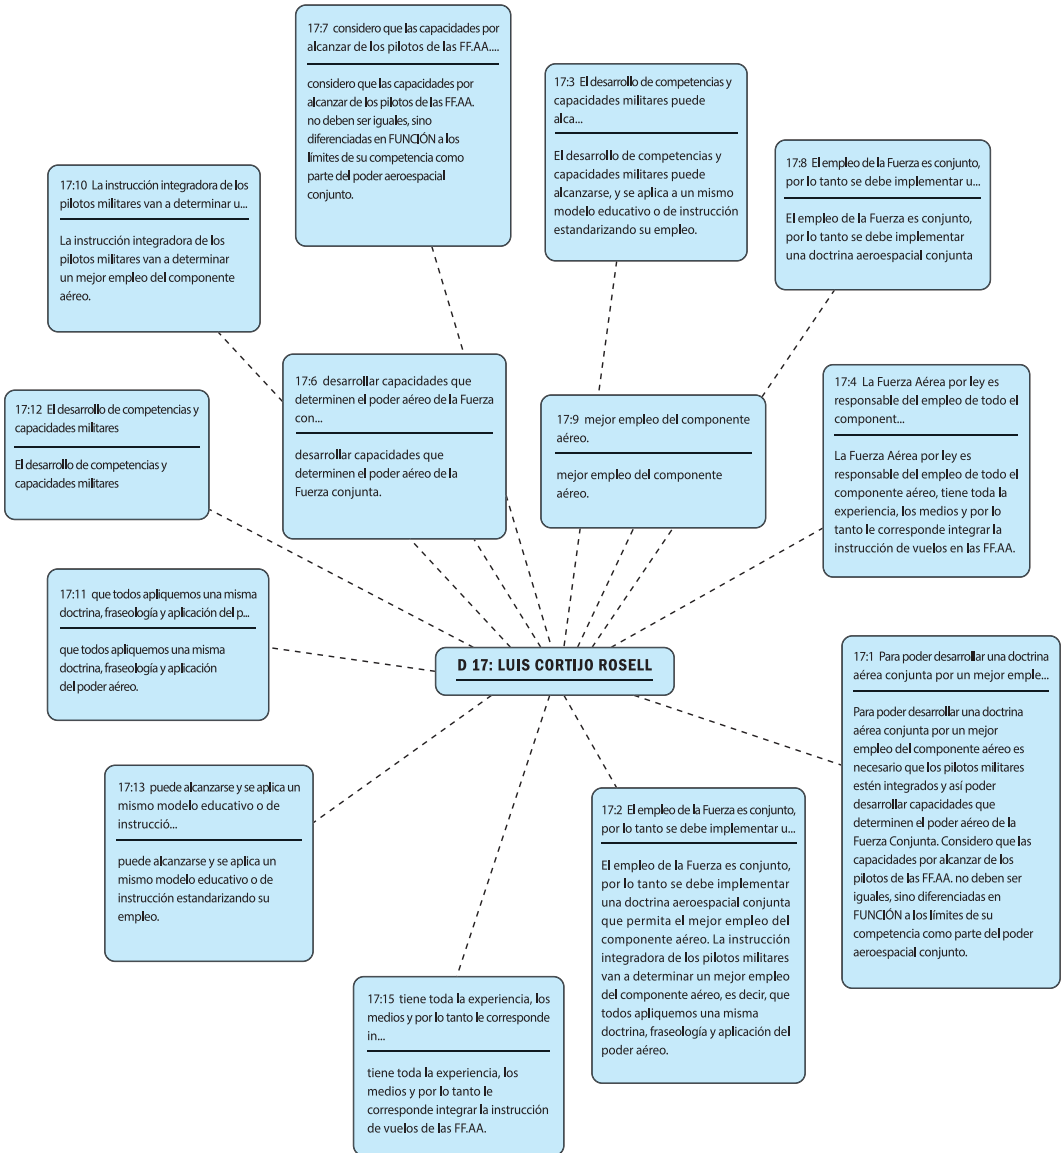 17:7 considero que las capacidades por
alcanzar de los pilotos de las FF.AA....
considero que las capacidades por
alcanzar de los pilotos de las FF.AA.
no deben ser iguales, sino
diferenciadas en FUNCIÓN a los
límites de su competencia como
parte del poder aeroespacial
conjunto.
17:3 El desarrollo de competencias y
capacidades militares puede
alca...
El desarrollo de competencias y
capacidades militares puede
alcanzarse, y se aplica a un mismo
modelo educativo o de instrucción
estandarizando su empleo.
17:8 El empleo de la Fuerza es conjunto,
por lo tanto se debe implementar u...
El empleo de la Fuerza es conjunto,
por lo tanto se debe implementar
una doctrina aeroespacial conjunta
17:10 La instrucción integradora de los
pilotos militares van a determinar u...
La instrucción integradora de los
pilotos militares van a determinar
un mejor empleo del componente
aéreo.
17:6 desarrollar capacidades que
determinen el poder aéreo de la Fuerza
con...
desarrollar capacidades que
determinen el poder aéreo de la
Fuerza conjunta.
17:9 mejor empleo del componente
aéreo.
mejor empleo del componente
aéreo.
17:4 La Fuerza Aérea por ley es
responsable del empleo de todo el
component...
La Fuerza Aérea por ley es
responsable del empleo de todo el
componente aéreo, tiene toda la
experiencia, los medios y por lo
tanto le corresponde integrar la
instrucción de vuelos en las FF.AA.
17:12 El desarrollo de competencias y
capacidades militares
El desarrollo de competencias y
capacidades militares
17:11 que todos apliquemos una misma
doctrina, fraseología y aplicación del p...
que todos apliquemos una misma
doctrina, fraseología y aplicación
del poder aéreo.
D 17: LUIS CORTIJO ROSELL
17:1 Para poder desarrollar una doctrina
aérea conjunta por un mejor emple...
Para poder desarrollar una doctrina
aérea conjunta por un mejor
empleo del componente aéreo es
necesario que los pilotos militares
estén integrados y así poder
desarrollar capacidades que
determinen el poder aéreo de la
Fuerza Conjunta. Considero que las
capacidades por alcanzar de los
pilotos de las FF.AA. no deben ser
iguales, sino diferenciadas en
FUNCIÓN a los límites de su
competencia como parte del poder
aeroespacial conjunto.
17:13 puede alcanzarse y se aplica un
mismo modelo educativo o de
instrucció...
puede alcanzarse y se aplica un
mismo modelo educativo o de
instrucción estandarizando su
empleo.
17:2 El empleo de la Fuerza es conjunto,
por lo tanto se debe implementar u...
El empleo de la Fuerza es conjunto,
por lo tanto se debe implementar
una doctrina aeroespacial conjunta
que permita el mejor empleo del
componente aéreo. La instrucción
integradora de los pilotos militares
van a determinar un mejor empleo
del componente aéreo, es decir, que
todos apliquemos una misma
doctrina, fraseología y aplicación del
poder aéreo.
17:15 tiene toda la experiencia, los
medios y por lo tanto le corresponde
in...
tiene toda la experiencia, los
medios y por lo tanto le
corresponde integrar la instrucción
de vuelos de las FF.AA.